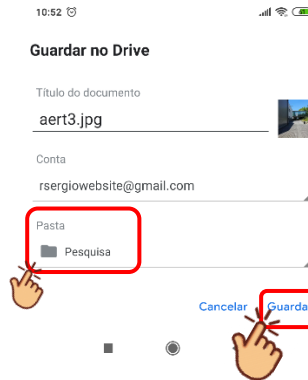 10:52
Guardar no Drive
Título do documento
aert3.jpg
Conta
rsergiowebsite@gmail.com
Pasta
Pesquisa
Cancelar Guarda